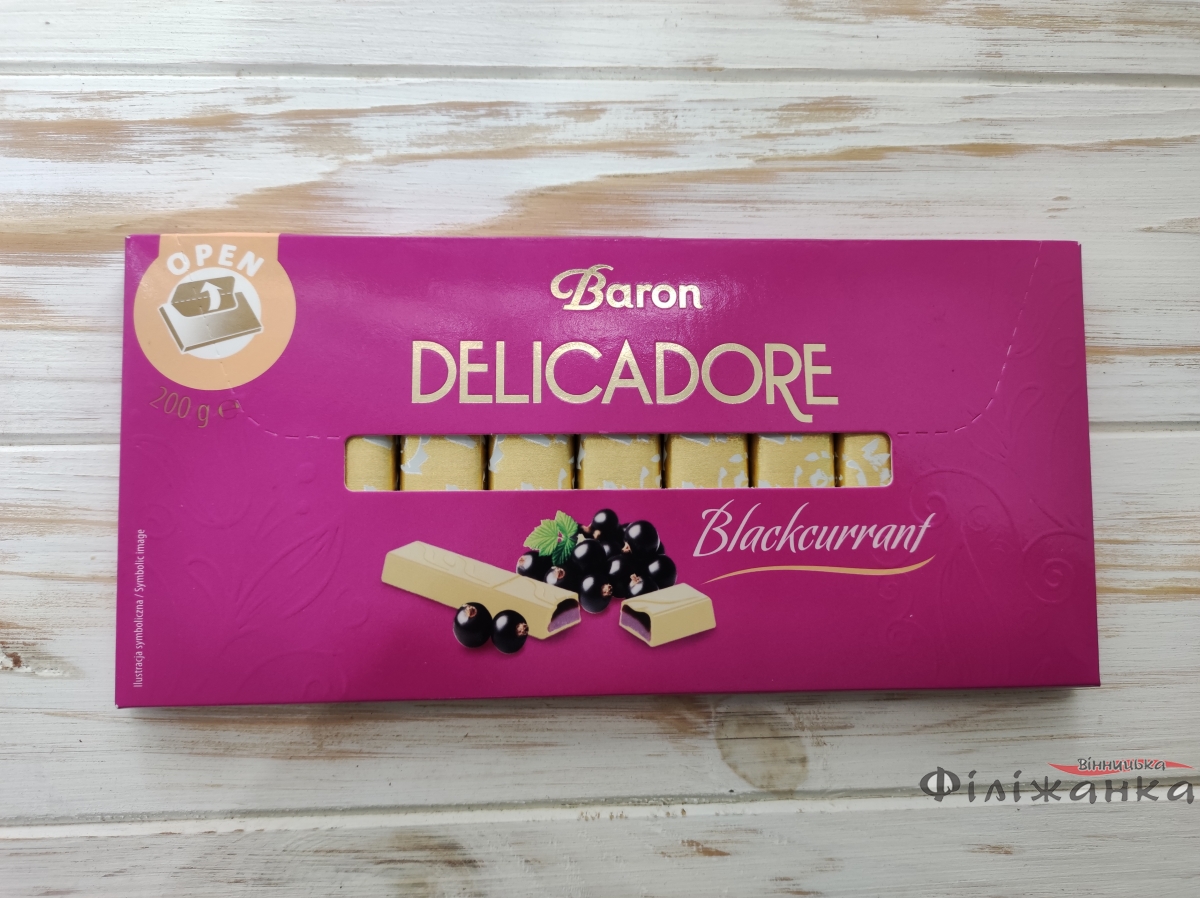 OPEN
Baron
DELICADORE
200 g ℮
Blackcurrant
Ilustracja symboliczna / Symbolic image
Вінницька
Філіжанка